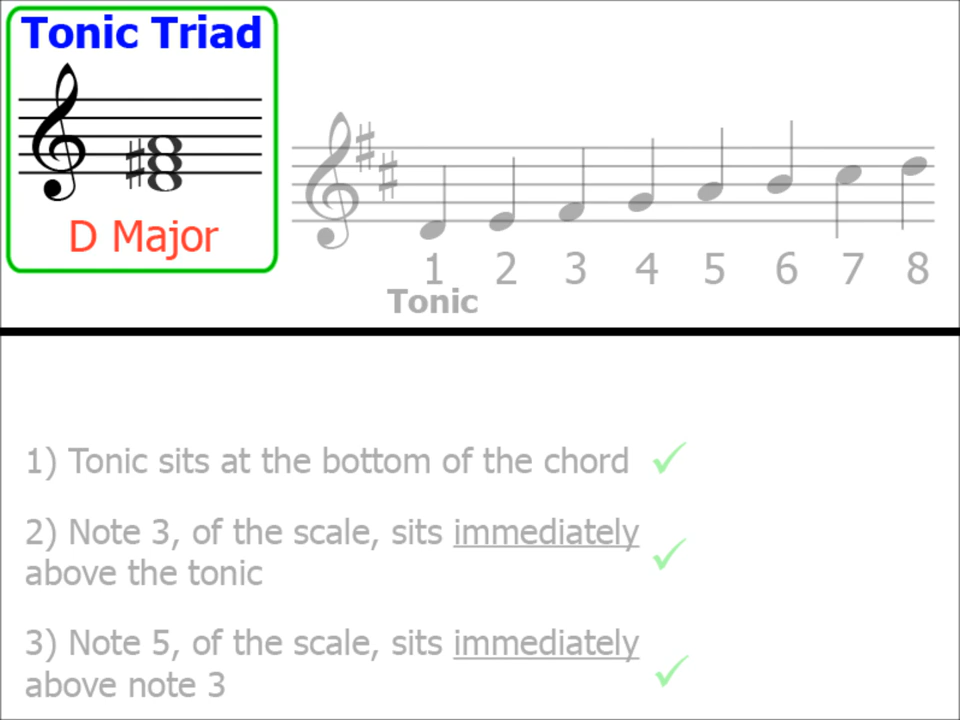 Tonic Triad
D Major
1 2 3 4 5 6 7 8
Tonic
1) Tonic sits at the bottom of the chord
2) Note 3, of the scale, sits immediately
above the tonic
3) Note 5, of the scale, sits immediately
above note 3